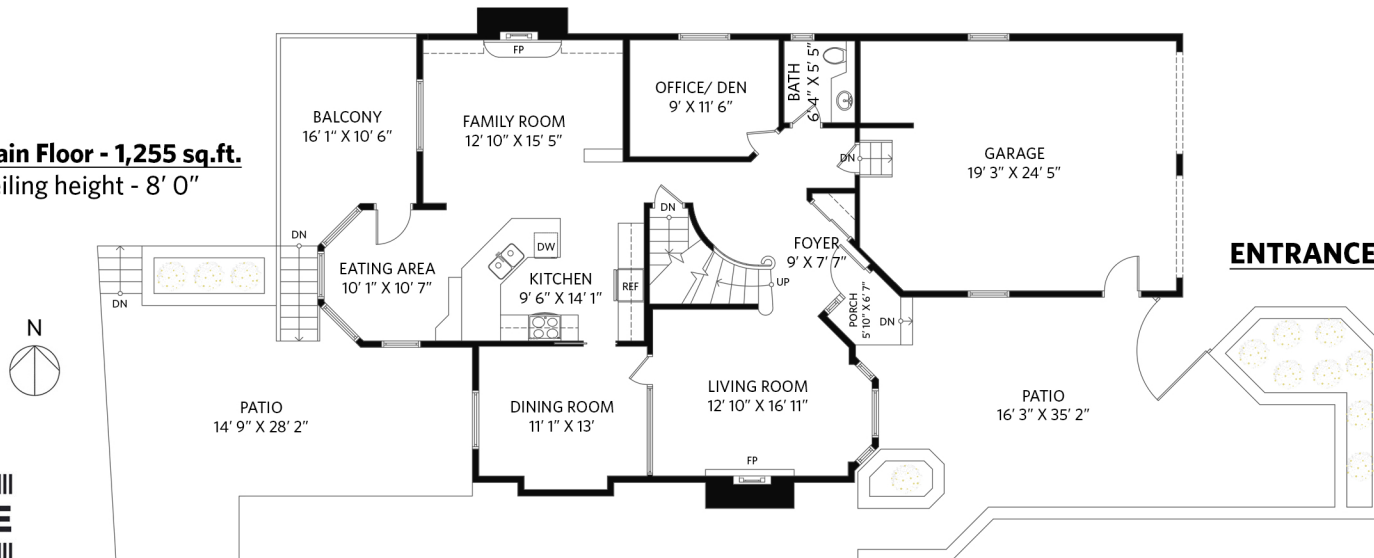 ain Floor - 1,255 sq.ft.
eiling height - 8' 0"
BALCONY
16' 1" X 10' 6"
FP
FAMILY ROOM
12' 10" X 15' 5"
OFFICE/ DEN
9' X 11' 6"
BATH
6' 4" X 5' 5"
DN
GARAGE
19' 3" X 24' 5"
ENTRANCE
DN
DN
EATING AREA
10' 1" X 10' 7"
DW
KITCHEN
9' 6" X 14' 1"
REF
DN
UP
FOYER
9' X 7' 7"
PORCH
5'10" X 6' 7"
DN
N
PATIO
14' 9" X 28' 2"
DINING ROOM
11' 1" X 13'
LIVING ROOM
12' 10" X 16' 11"
FP
PATIO
16' 3" X 35' 2"